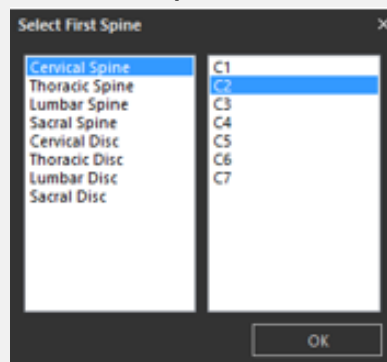 Select First Spine
Cervical Spine
Thoracic Spine
Lumbar Spine
Sacral Spine
Cervical Disc
Thoracic Disc
Lumbar Disc
Sacral Disc
C1
C2
C3
C4
C5
C6
C7
OK